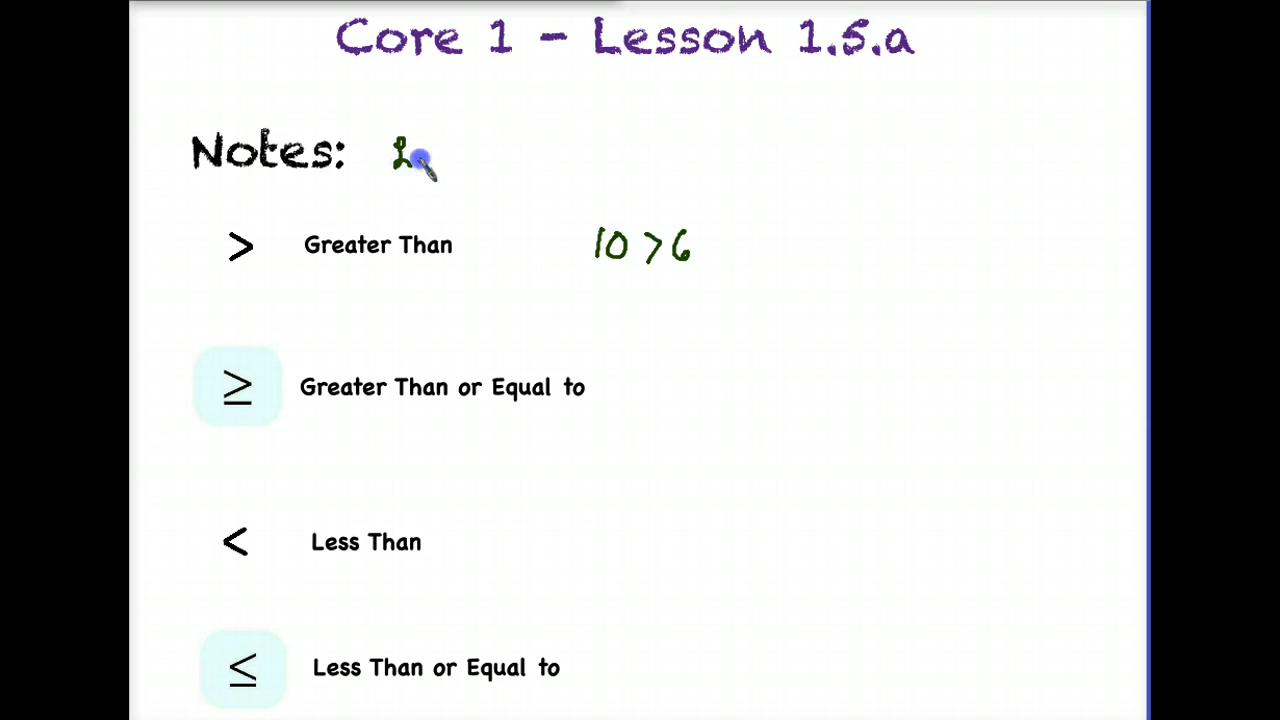 Core 1 - Lesson 1.5.a
Notes:
> Greater Than 10 > 6
≥ Greater Than or Equal to
< Less Than
≤ Less Than or Equal to